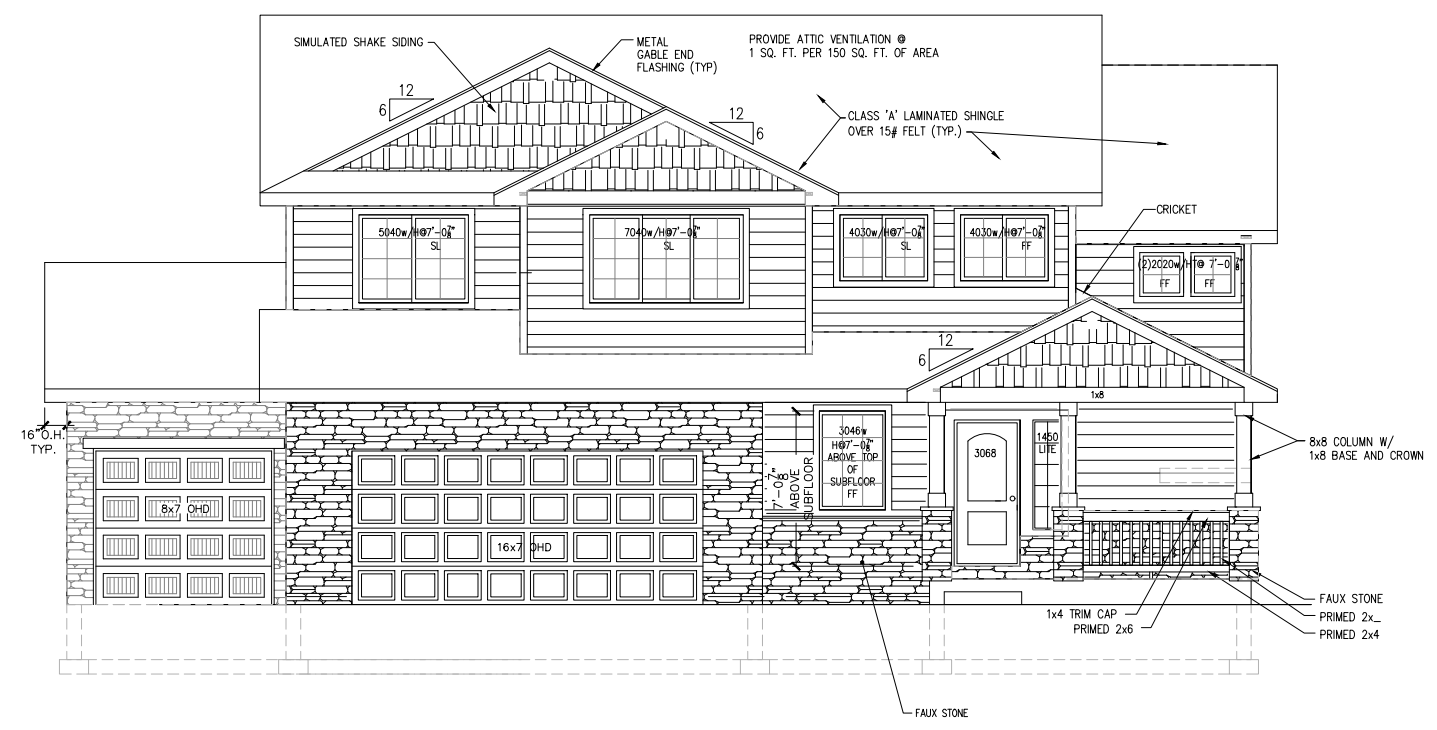 SIMULATED SHAKE SIDING
METAL
GABLE END
FLASHING (TYP)
PROVIDE ATTIC VENTILATION @
1 SQ. FT. PER 150 SQ. FT. OF AREA
12
6
12
6
CLASS 'A' LAMINATED SHINGLE
OVER 15# FELT (TYP.)
CRICKET
5040w/H@7'-0⅞"
SL
7040w/H@7'-0⅞"
SL
4030w/H@7'-0⅞"
SL
4030w/H@7'-0⅞"
FF
(2)2020w/HT@ 7'-0⅞"
FF
FF
12
6
1x8
16"O.H.
TYP.
8x7 OHD
16x7 OHD
7'-0⅞"
ABOVE
SUBFLOOR
3046w
H@7'-0⅞"
ABOVE TOP
OF
SUBFLOOR
FF
3068
1450
LITE
8x8 COLUMN W/
1x8 BASE AND CROWN
1x4 TRIM CAP
PRIMED 2x6
FAUX STONE
PRIMED 2x_
PRIMED 2x4
FAUX STONE